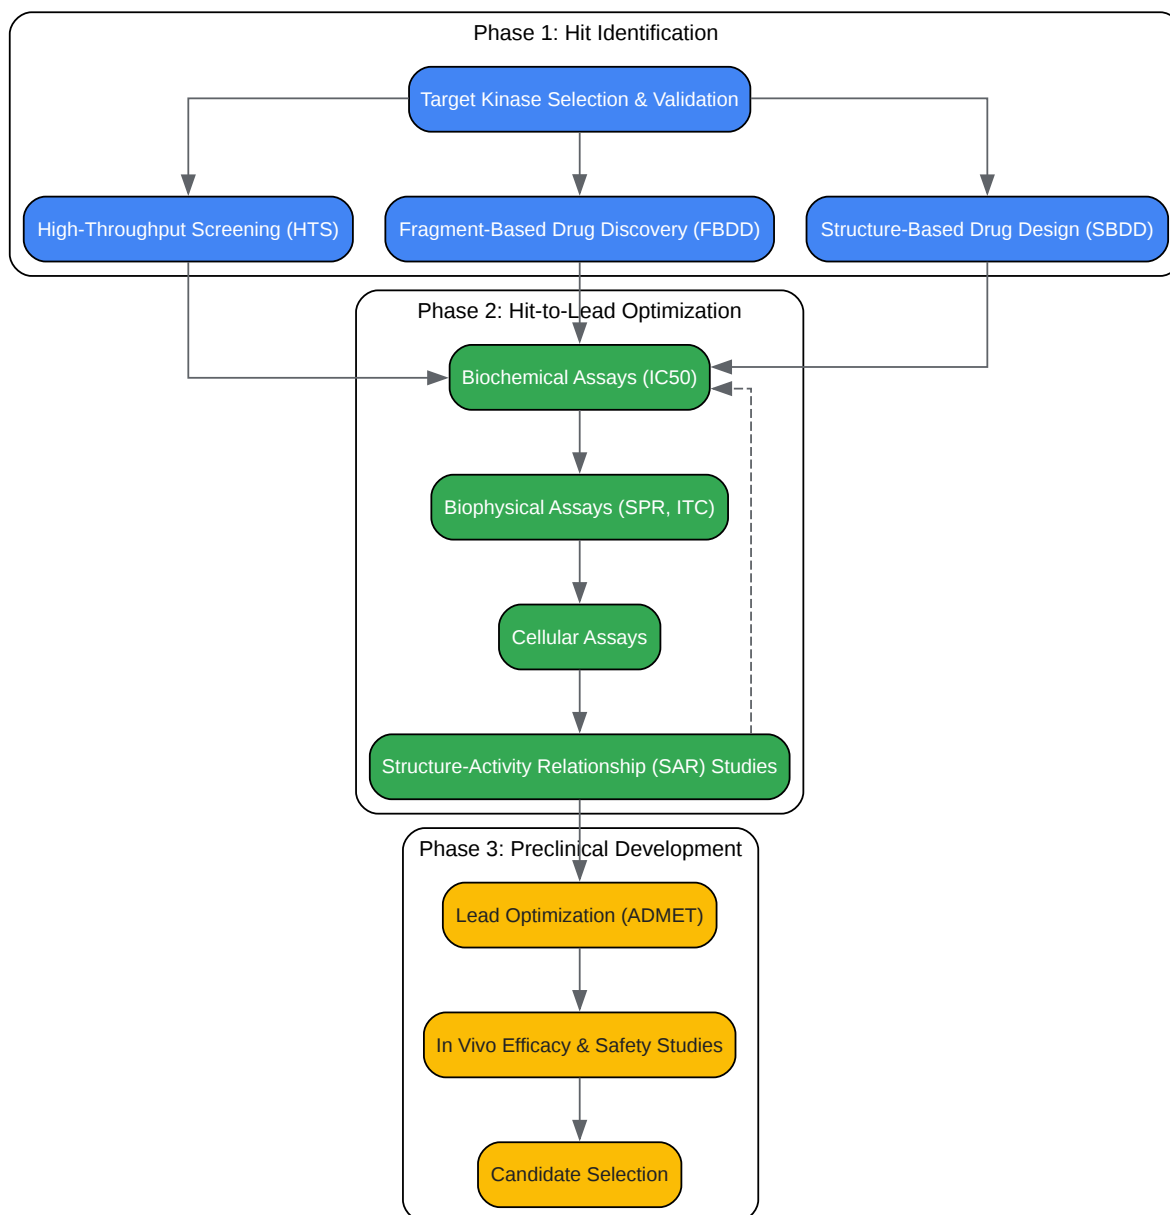 Phase 1: Hit Identification
Target Kinase Selection & Validation
High-Throughput Screening (HTS)
Fragment-Based Drug Discovery (FBDD)
Structure-Based Drug Design (SBDD)
Phase 2: Hit-to-Lead Optimization
Biochemical Assays (IC50)
Biophysical Assays (SPR, ITC)
Cellular Assays
Structure-Activity Relationship (SAR) Studies
Phase 3: Preclinical Development
Lead Optimization (ADMET)
In Vivo Efficacy & Safety Studies
Candidate Selection